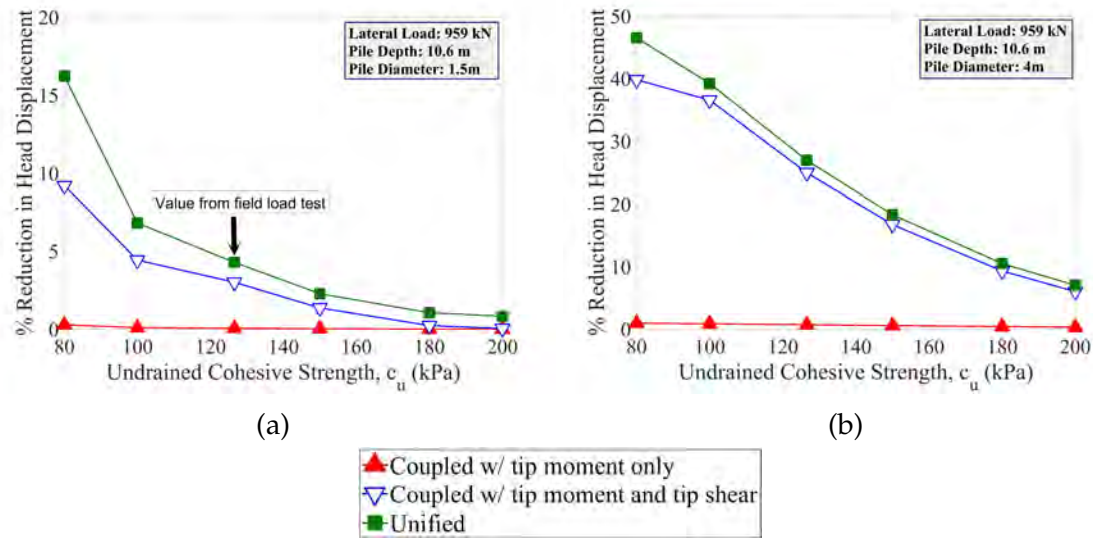 % Reduction in Head Displacement
20
15
10
5
0
Lateral Load: 959 kN
Pile Depth: 10.6 m
Pile Diameter: 1.5m
Value from field load test
80 100 120 140 160 180 200
Undrained Cohesive Strength, c_u (kPa)
(a)
% Reduction in Head Displacement
50
40
30
20
10
0
Lateral Load: 959 kN
Pile Depth: 10.6 m
Pile Diameter: 4m
80 100 120 140 160 180 200
Undrained Cohesive Strength, c_u (kPa)
(b)
Coupled w/ tip moment only
Coupled w/ tip moment and tip shear
Unified